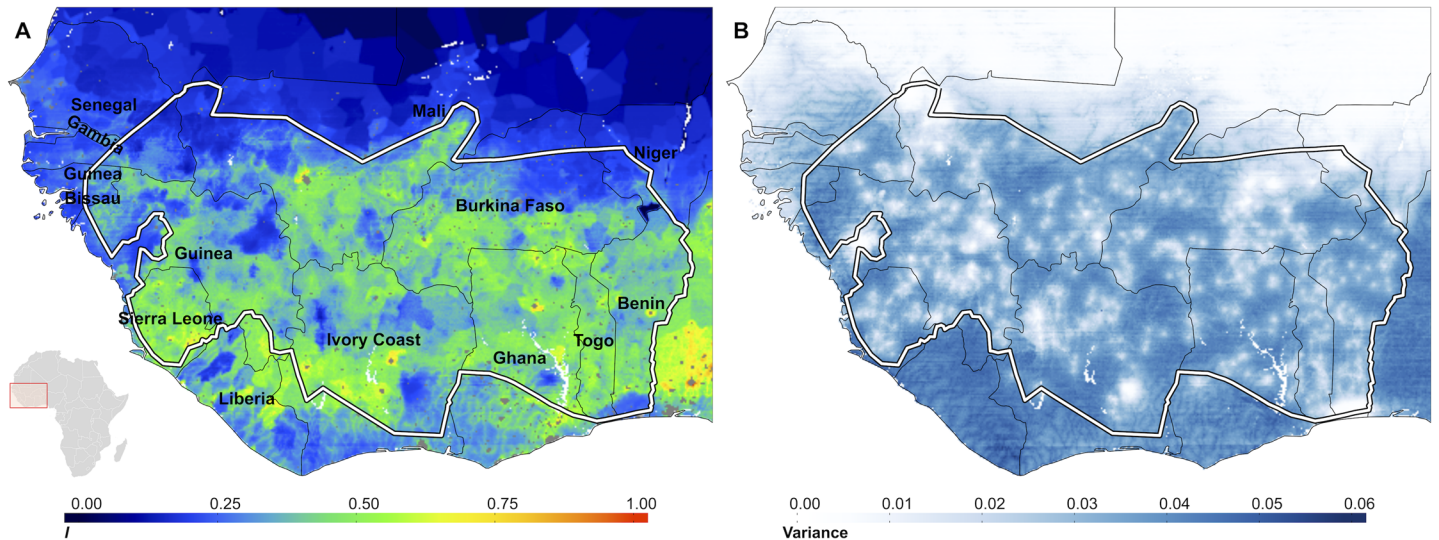 A
B
Senegal
Mali
Gambia
Niger
Guinea
Bissau
Burkina Faso
Guinea
Benin
Sierra Leone
Ivory Coast
Togo
Ghana
Liberia
0.00 0.25 0.50 0.75 1.00
I
0.00 0.01 0.02 0.03 0.04 0.05 0.06
Variance